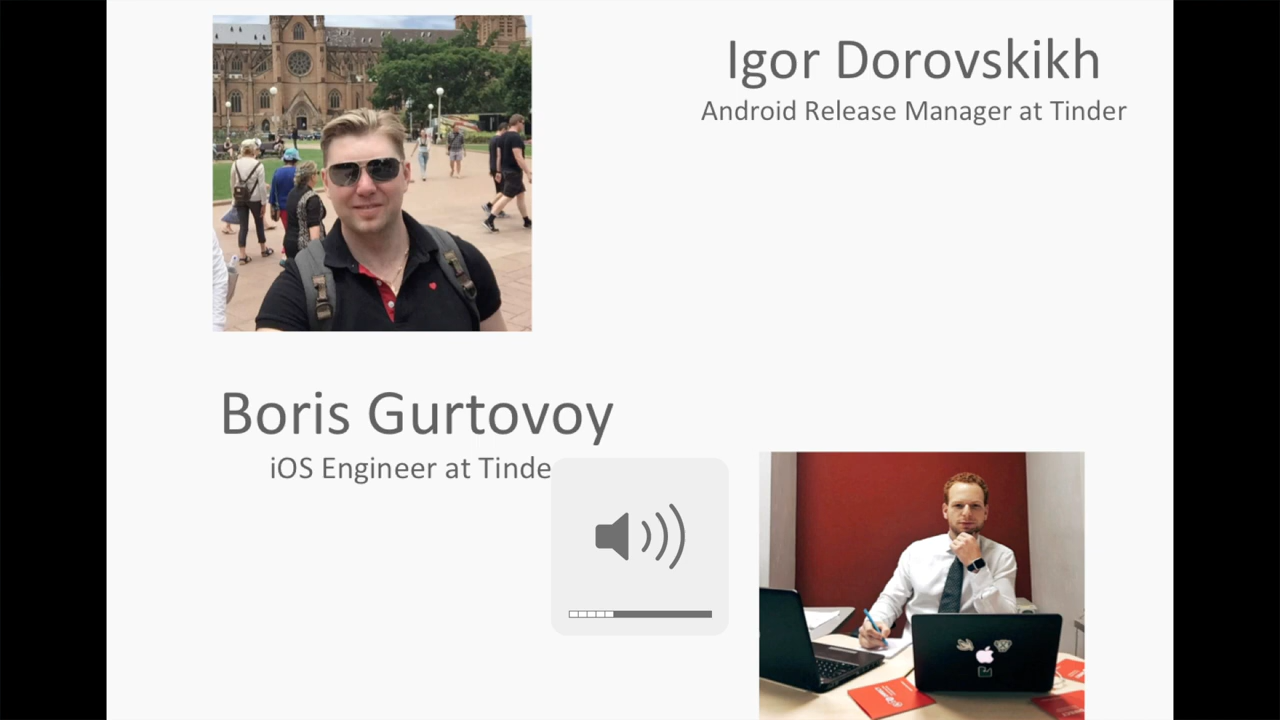 Igor Dorovskikh
Android Release Manager at Tinder
Boris Gurtovoy
iOS Engineer at Tinde